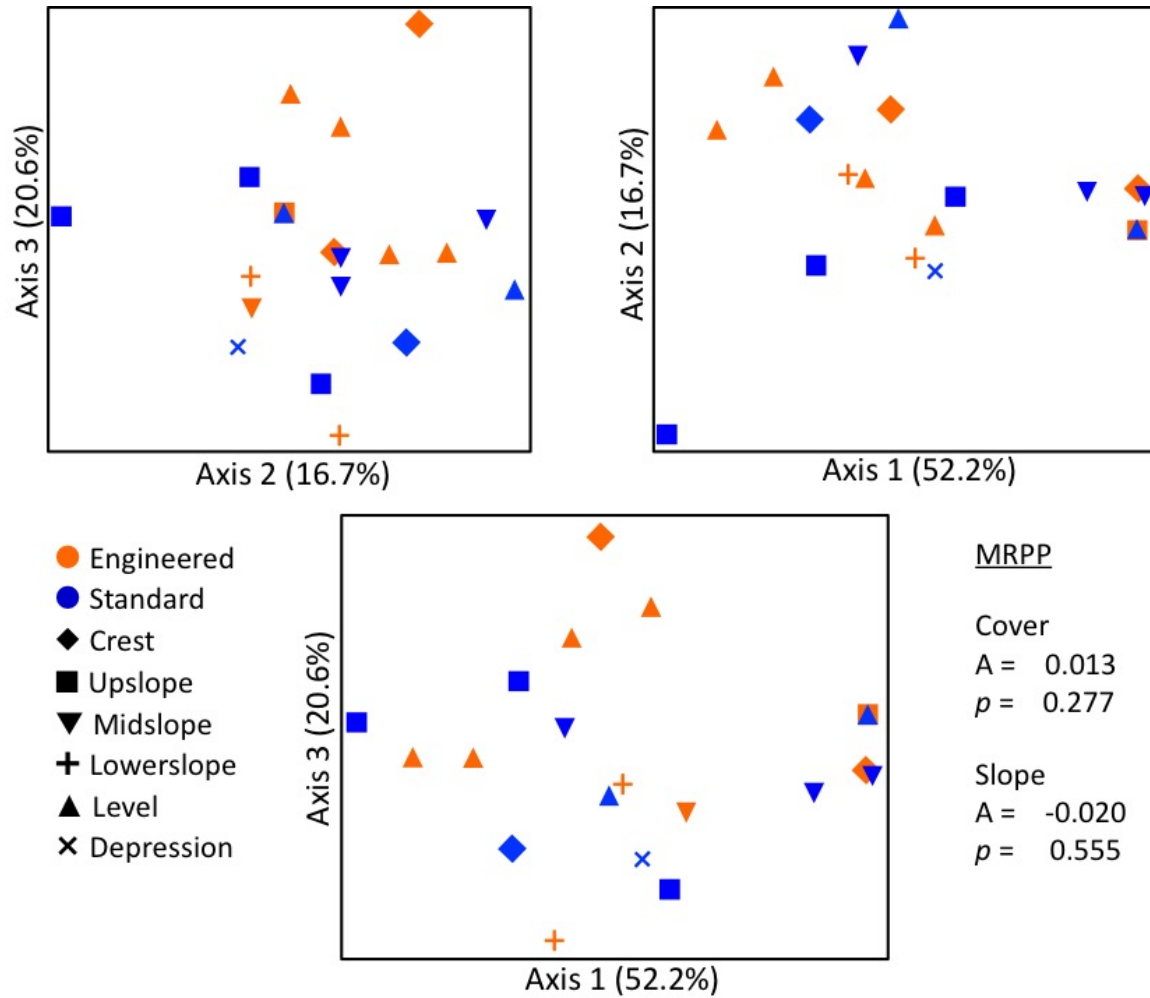 Axis 3 (20.6%)
Axis 2 (16.7%)
Axis 2 (16.7%)
Axis 1 (52.2%)
Engineered
Standard
Crest
Upslope
Midslope
Lowerslope
Level
Depression
Axis 3 (20.6%)
Axis 1 (52.2%)
MRPP
Cover
A = 0.013
p = 0.277
Slope
A = -0.020
p = 0.555